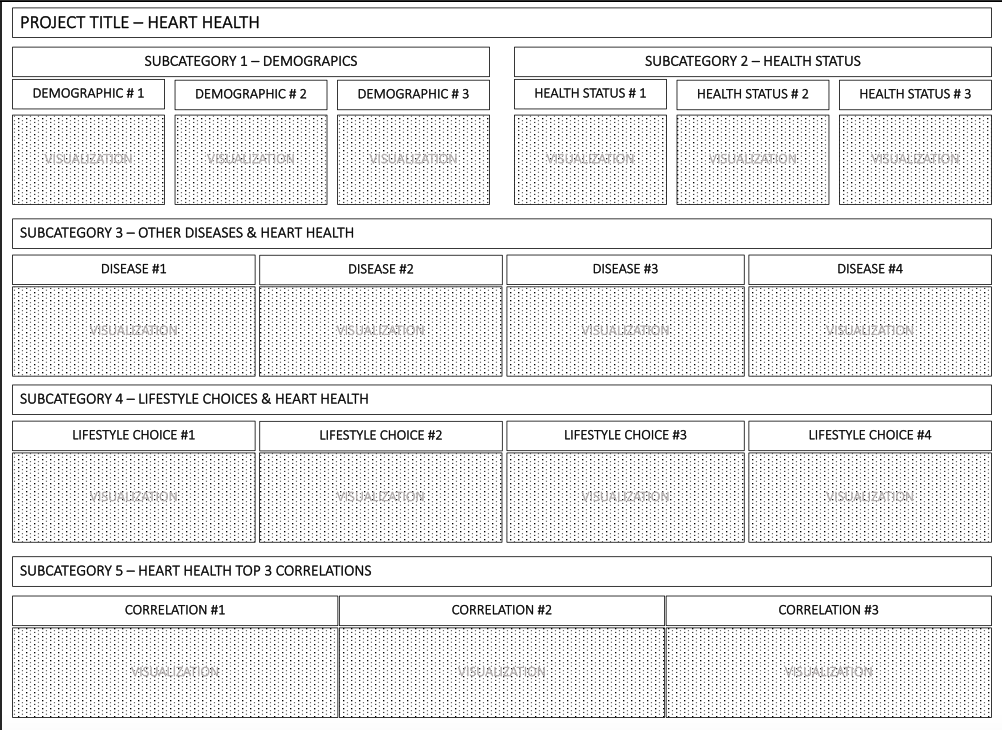 PROJECT TITLE – HEART HEALTH
SUBCATEGORY 1 – DEMOGRAPICS
SUBCATEGORY 2 – HEALTH STATUS
DEMOGRAPHIC # 1
DEMOGRAPHIC # 2
DEMOGRAPHIC # 3
HEALTH STATUS # 1
HEALTH STATUS # 2
HEALTH STATUS # 3
VISUALIZATION
VISUALIZATION
VISUALIZATION
VISUALIZATION
VISUALIZATION
VISUALIZATION
SUBCATEGORY 3 – OTHER DISEASES & HEART HEALTH
DISEASE #1
DISEASE #2
DISEASE #3
DISEASE #4
VISUALIZATION
VISUALIZATION
VISUALIZATION
VISUALIZATION
SUBCATEGORY 4 – LIFESTYLE CHOICES & HEART HEALTH
LIFESTYLE CHOICE #1
LIFESTYLE CHOICE #2
LIFESTYLE CHOICE #3
LIFESTYLE CHOICE #4
VISUALIZATION
VISUALIZATION
VISUALIZATION
VISUALIZATION
SUBCATEGORY 5 – HEART HEALTH TOP 3 CORRELATIONS
CORRELATION #1
CORRELATION #2
CORRELATION #3
VISUALIZATION
VISUALIZATION
VISUALIZATION